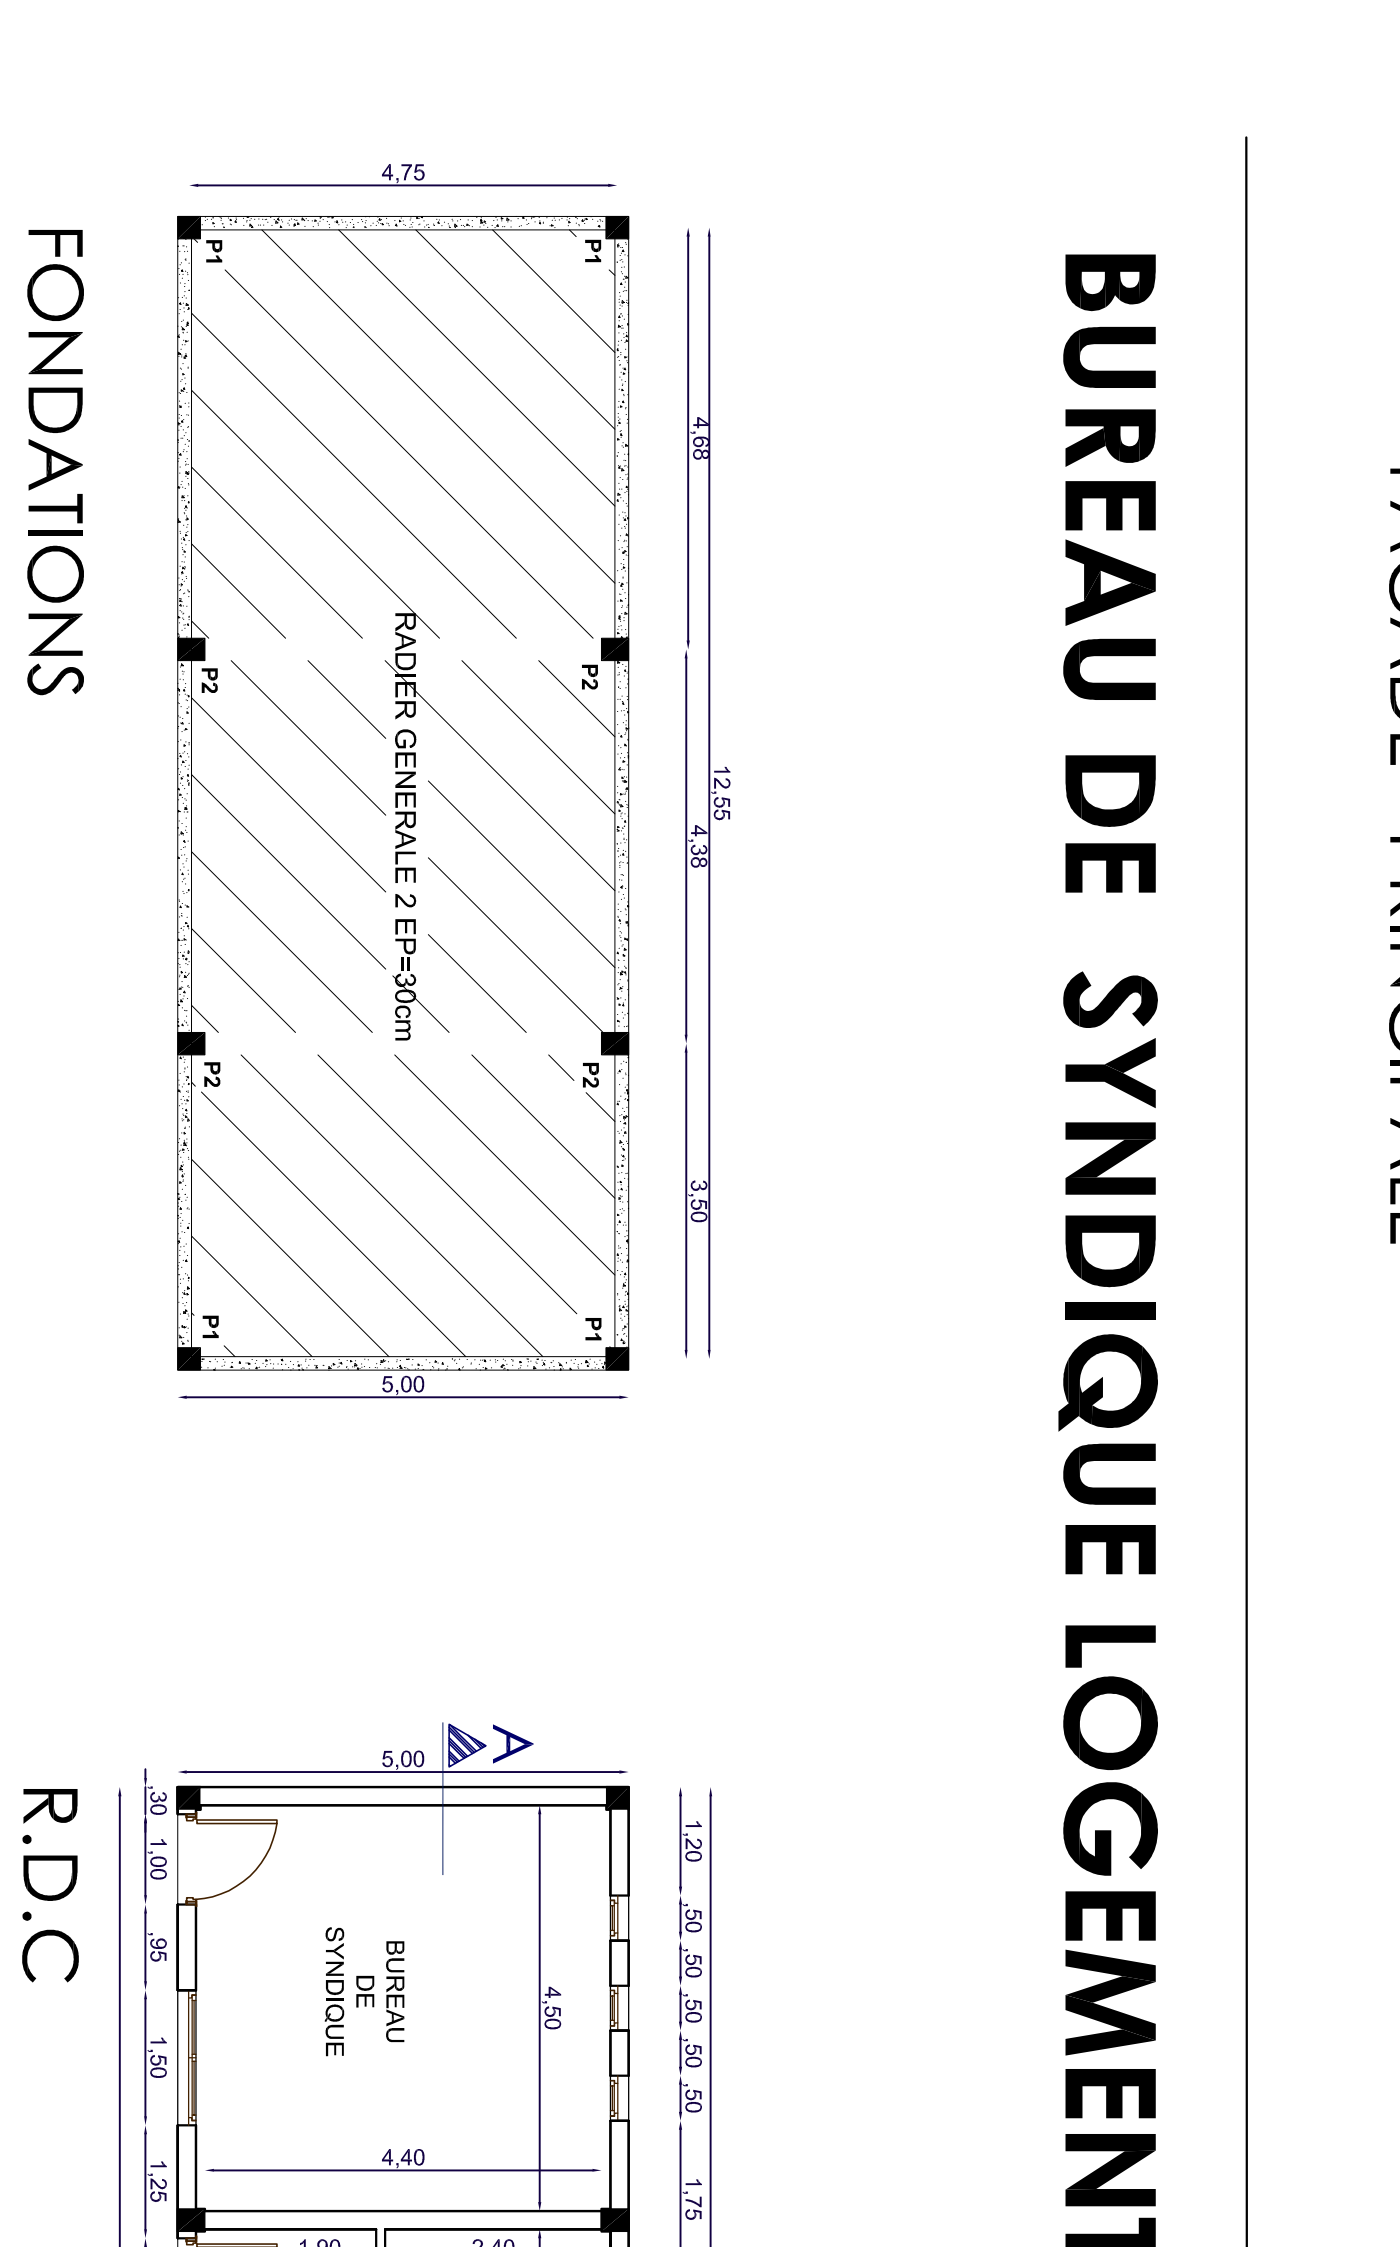 BUREAU DE SYNDIQUE LOGEMENT
12,55
4,68
4,38
3,50
4,75
P1
P2
P2
P1
RADIER GENERALE 2 EP=30cm
P1
P2
P2
P1
5,00
FONDATIONS
A
5,00
1,20
,50
,50
,50
,50
,50
1,75
4,50
BUREAU
DE
SYNDIQUE
4,40
,30
1,00
,95
1,50
1,25
R.D.C